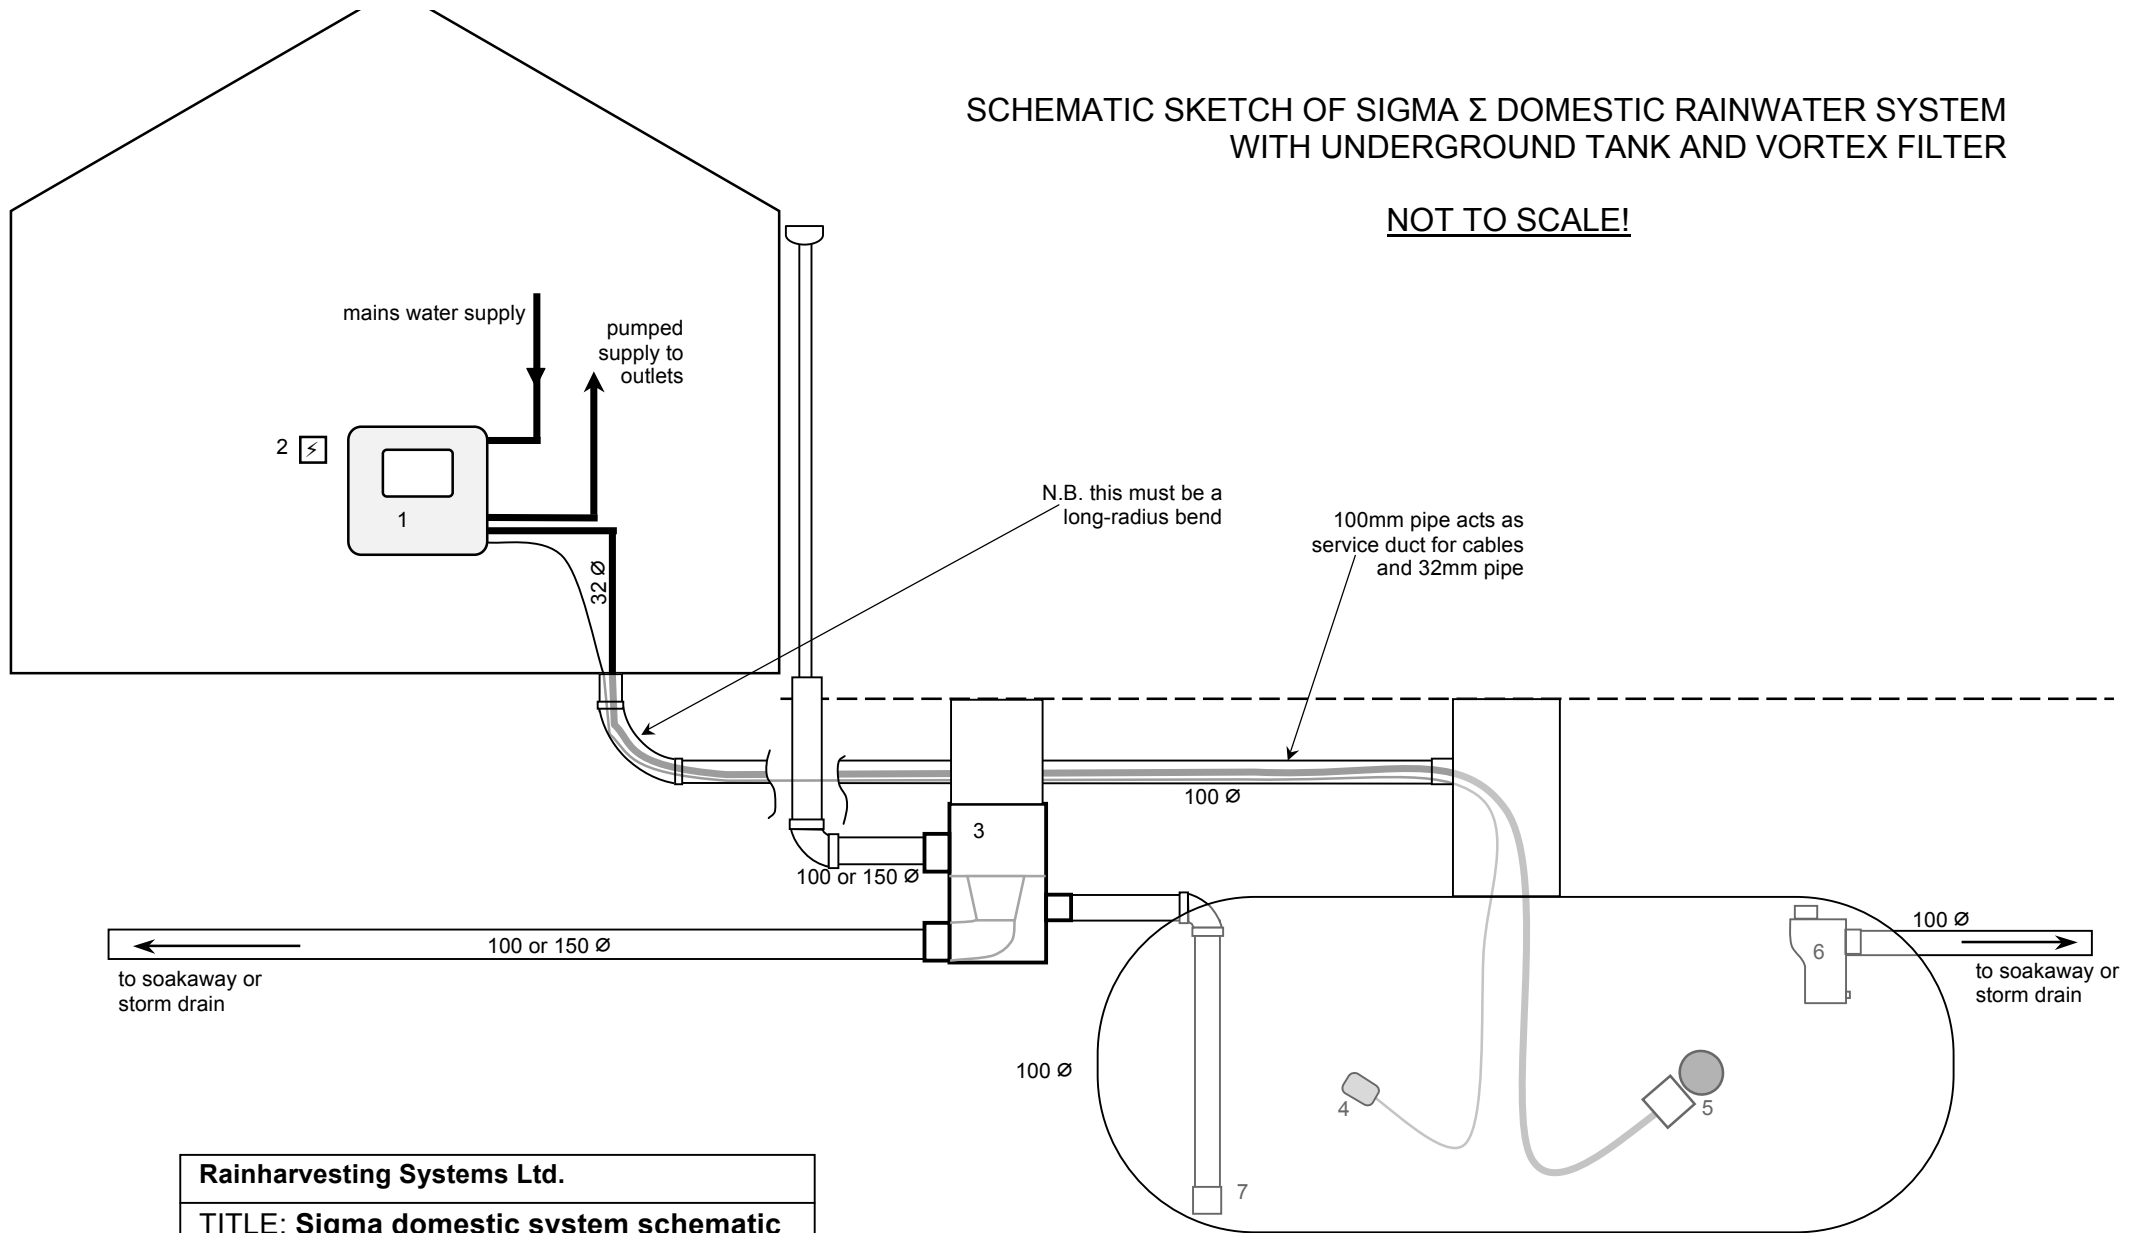 SCHEMATIC SKETCH OF SIGMA Σ DOMESTIC RAINWATER SYSTEM
WITH UNDERGROUND TANK AND VORTEX FILTER
NOT TO SCALE!
mains water supply
pumped
supply to
outlets
2
1
32 Ø
N.B. this must be a
long-radius bend
100mm pipe acts as
service duct for cables
and 32mm pipe
100 Ø
3
100 or 150 Ø
100 or 150 Ø
to soakaway or
storm drain
100 Ø
6
to soakaway or
storm drain
100 Ø
4
5
7
Rainharvesting Systems Ltd.
TITLE: Sigma domestic system schematic